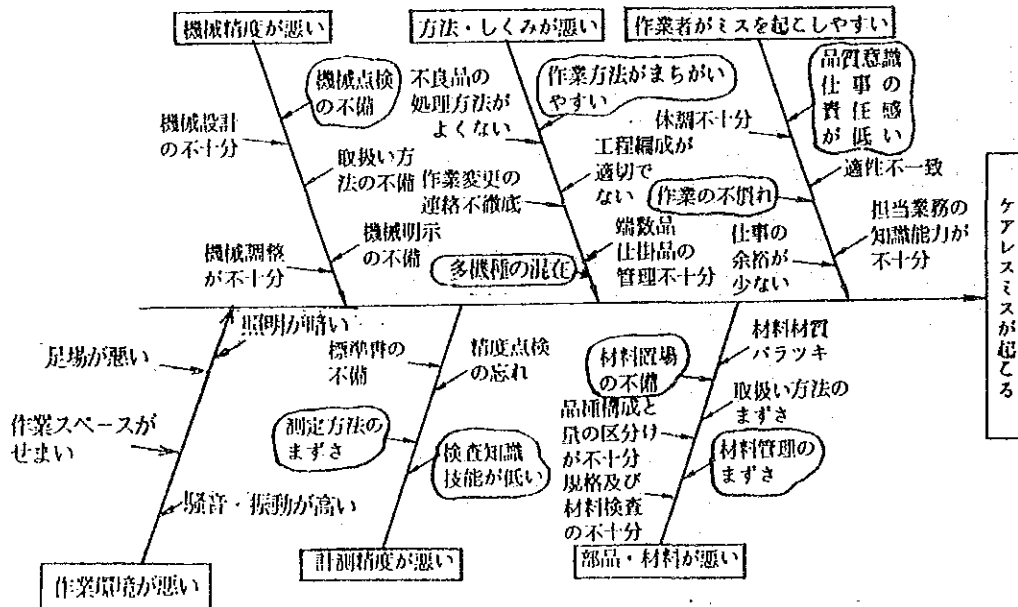 機械精度が悪い
方法・しくみが悪い
作業者がミスを起こしやすい
機械点検
の不備
機械設計
の不十分
取扱い方
法の不備
機械明示
の不備
機械調整
が不十分
不良品の
処理方法が
よくない
作業方法がまちがい
やすい
作業変更の
連絡不徹底
工程編成が
適切で
ない
多機種の混在
端数品
仕掛品の
管理不十分
品質意識
仕事の
責任感
が低い
体調不十分
適性不一致
作業の不慣れ
担当業務の
知識能力が
不十分
仕事の
余裕が
少ない
ケアレスミスが起こる
照明が暗い
足場が悪い
作業スペースが
せまい
騒音・振動が高い
作業環境が悪い
標準書の
不備
精度点検
の忘れ
測定方法の
まずさ
検査知識
技能が低い
計測精度が悪い
材料材質
バラツキ
材料置場
の不備
取扱い方法の
まずさ
品種構成と
量の区分け
が不十分
材料管理の
まずさ
規格及び
材料検査
の不十分
部品・材料が悪い